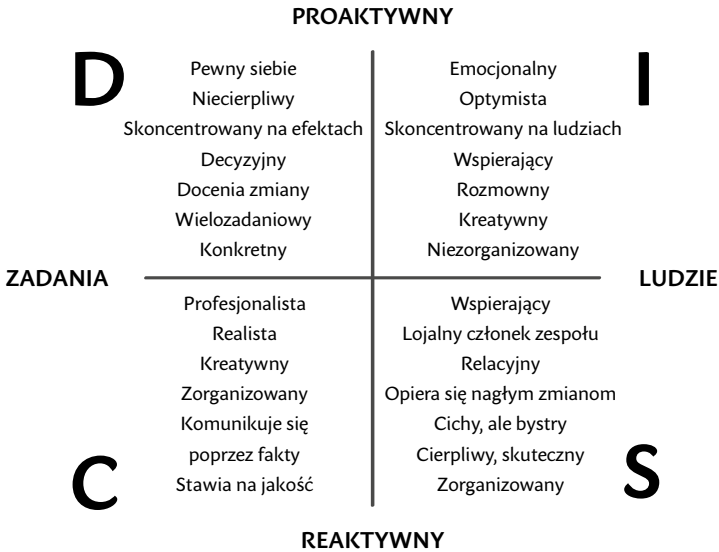 PROAKTYWNY
D
Pewny siebie
Niecierpliwy
Skoncentrowany na efektach
Decyzyjny
Docenia zmiany
Wielozadaniowy
Konkretny
I
Emocjonalny
Optymista
Skoncentrowany na ludziach
Wspierający
Rozmowny
Kreatywny
Niezorganizowany
ZADANIA
LUDZIE
C
Profesjonalista
Realista
Kreatywny
Zorganizowany
Komunikuje się
poprzez fakty
Stawia na jakość
Wspierający
Lojalny członek zespołu
Relacyjny
Opiera się nagłym zmianom
Cichy, ale bystry
Cierpliwy, skuteczny
Zorganizowany
S
REAKTYWNY